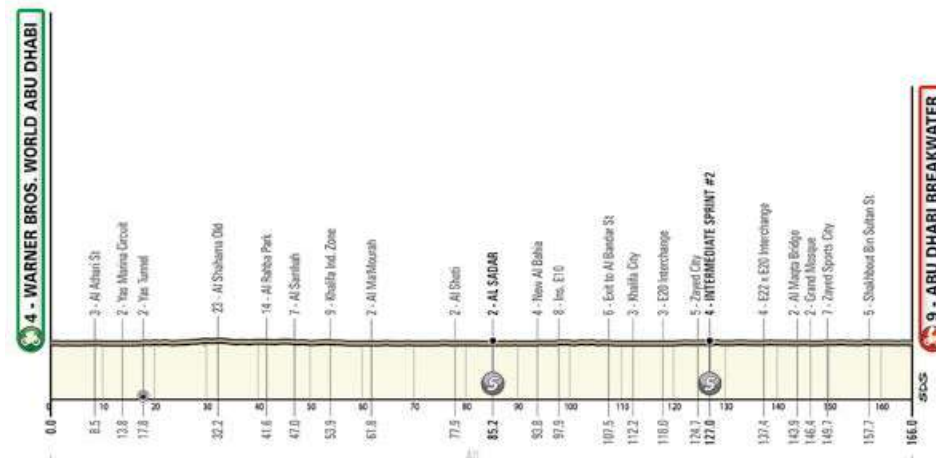 4 - WARNER BROS. WORLD ABU DHABI
3 - Al Adhari St
2 - Yas Marina Circuit
2 - Yas Tunnel
23 - Al Shahama Old
14 - Al Rahba Park
7 - Al Samhah
9 - Khalifa Ind. Zone
2 - Al MarMourah
2 - Al Shoti
2 - AL SADAR
4 - New Al Bahia
8 - Ins. E10
6 - Exit to Al Bandar St
3 - Khalifa City
3 - E20 Interchange
5 - Zayed City
4 - INTERMEDIATE SPRINT #2
4 - E22 x E20 Interchange
2 - Al Maqta Bridge
2 - Grand Mosque
7 - Zayed Sports City
5 - Shakhbout Bin Sultan St
9 - ABU DHABI BREAKWATER
S
S
0 10 20 30 40 50 60 70 80 90 100 110 120 130 140 150 160
0.0 8.5 13.8 17.8 32.2 41.6 47.0 53.9 61.8 77.9 85.2 93.8 97.9 107.5 112.2 118.0 124.7 127.0 137.4 143.9 146.4 149.7 157.7 166.0
SDS